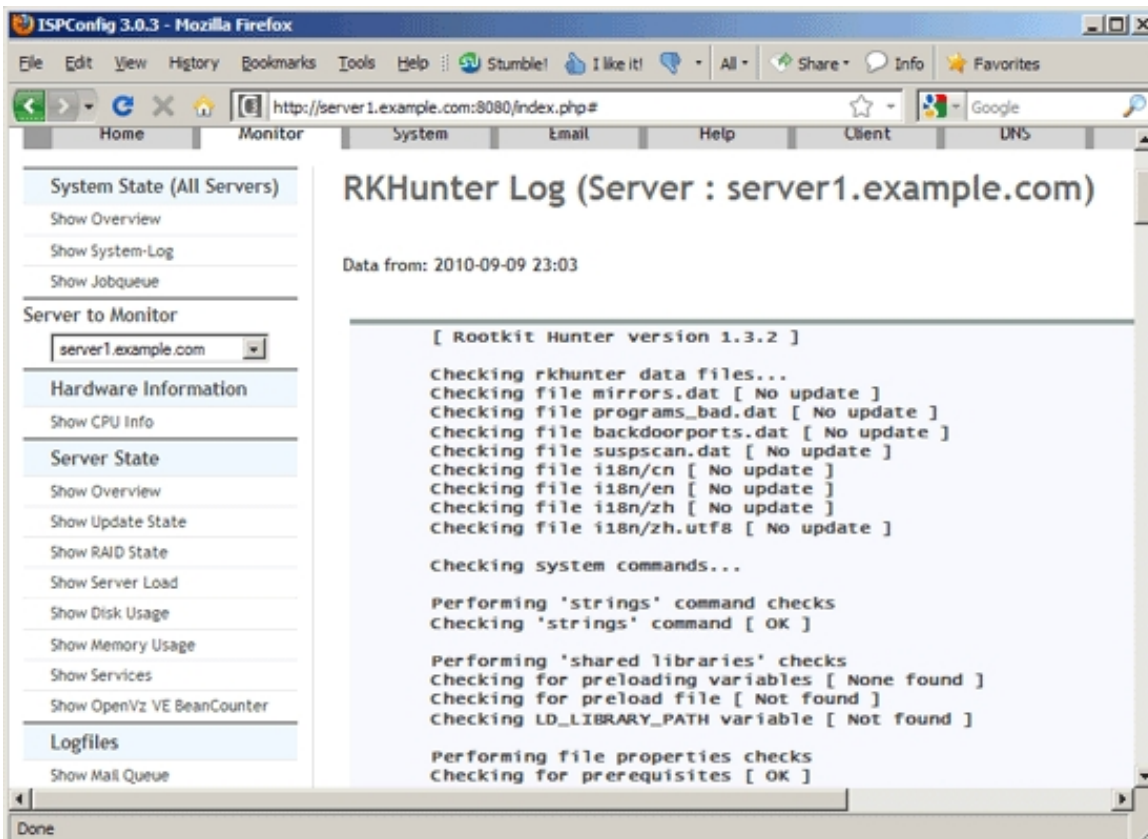 ISPConfig 3.0.3 - Mozilla Firefox
File Edit View History Bookmarks Tools Help Stumble! I like it! All Share Info Favorites
http://server1.example.com:8080/index.php# Google
Home Monitor System Email Help Client DNS
System State (All Servers)
Show Overview
Show System-Log
Show Jobqueue
Server to Monitor
server1.example.com
Hardware Information
Show CPU Info
Server State
Show Overview
Show Update State
Show RAID State
Show Server Load
Show Disk Usage
Show Memory Usage
Show Services
Show OpenVz VE BeanCounter
Logfiles
Show Mail Queue
RKHunter Log (Server : server1.example.com)
Data from: 2010-09-09 23:03
[ Rootkit Hunter version 1.3.2 ]
Checking rkhunter data files...
Checking file mirrors.dat [ No update ]
Checking file programs_bad.dat [ No update ]
Checking file backdoorports.dat [ No update ]
Checking file suspscan.dat [ No update ]
Checking file i18n/cn [ No update ]
Checking file i18n/en [ No update ]
Checking file i18n/zh [ No update ]
Checking file i18n/zh.utf8 [ No update ]
Checking system commands...
Performing 'strings' command checks
Checking 'strings' command [ OK ]
Performing 'shared libraries' checks
Checking for preloading variables [ None found ]
Checking for preload file [ Not found ]
Checking LD_LIBRARY_PATH variable [ Not found ]
Performing file properties checks
Checking for prerequisites [ OK ]
Done